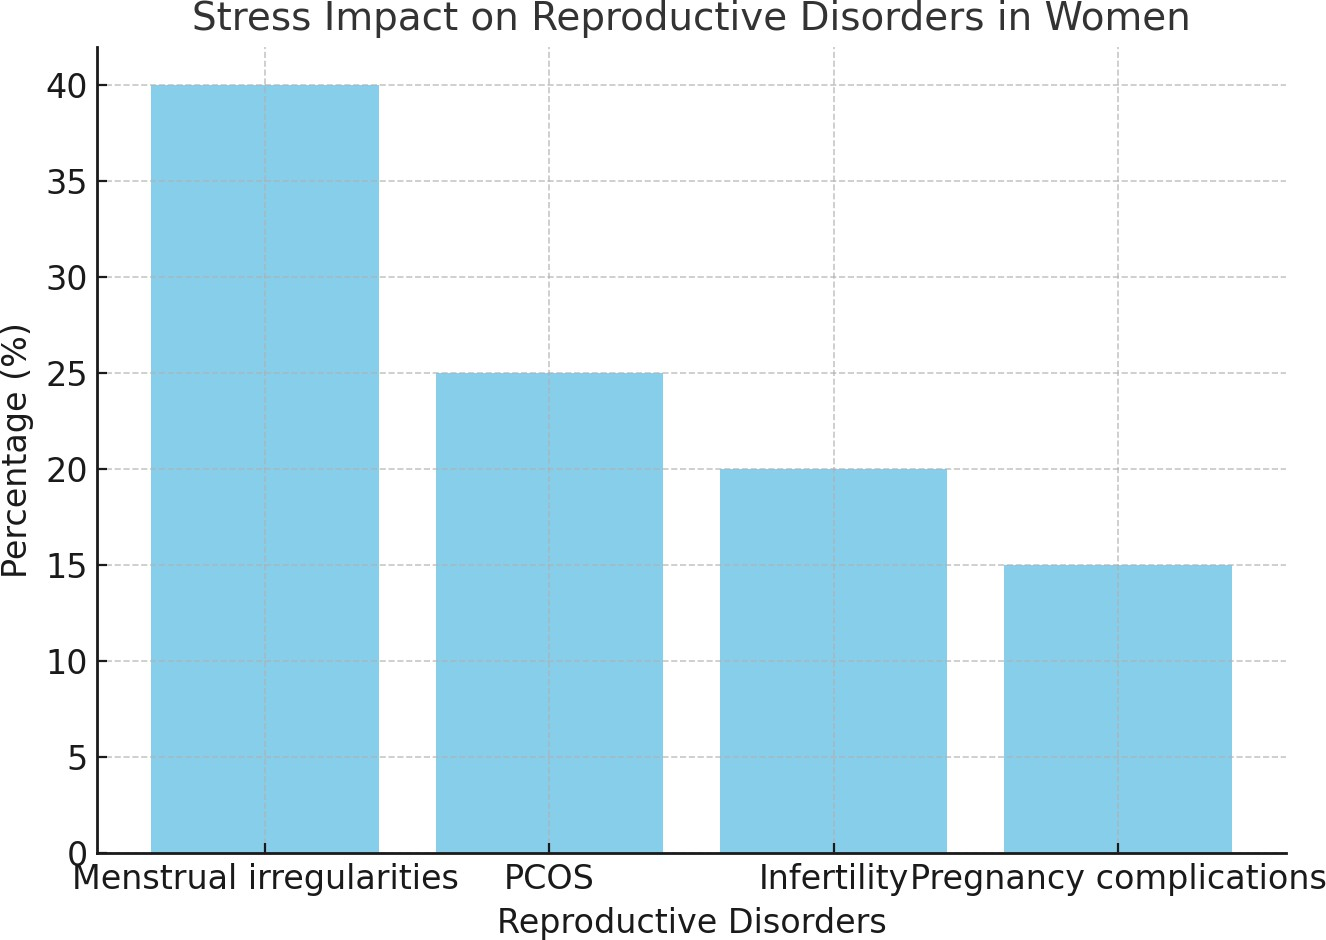 Stress Impact on Reproductive Disorders in Women
Percentage (%)
40
35
30
25
20
15
10
5
0
Menstrual irregularities PCOS Infertility Pregnancy complications
Reproductive Disorders